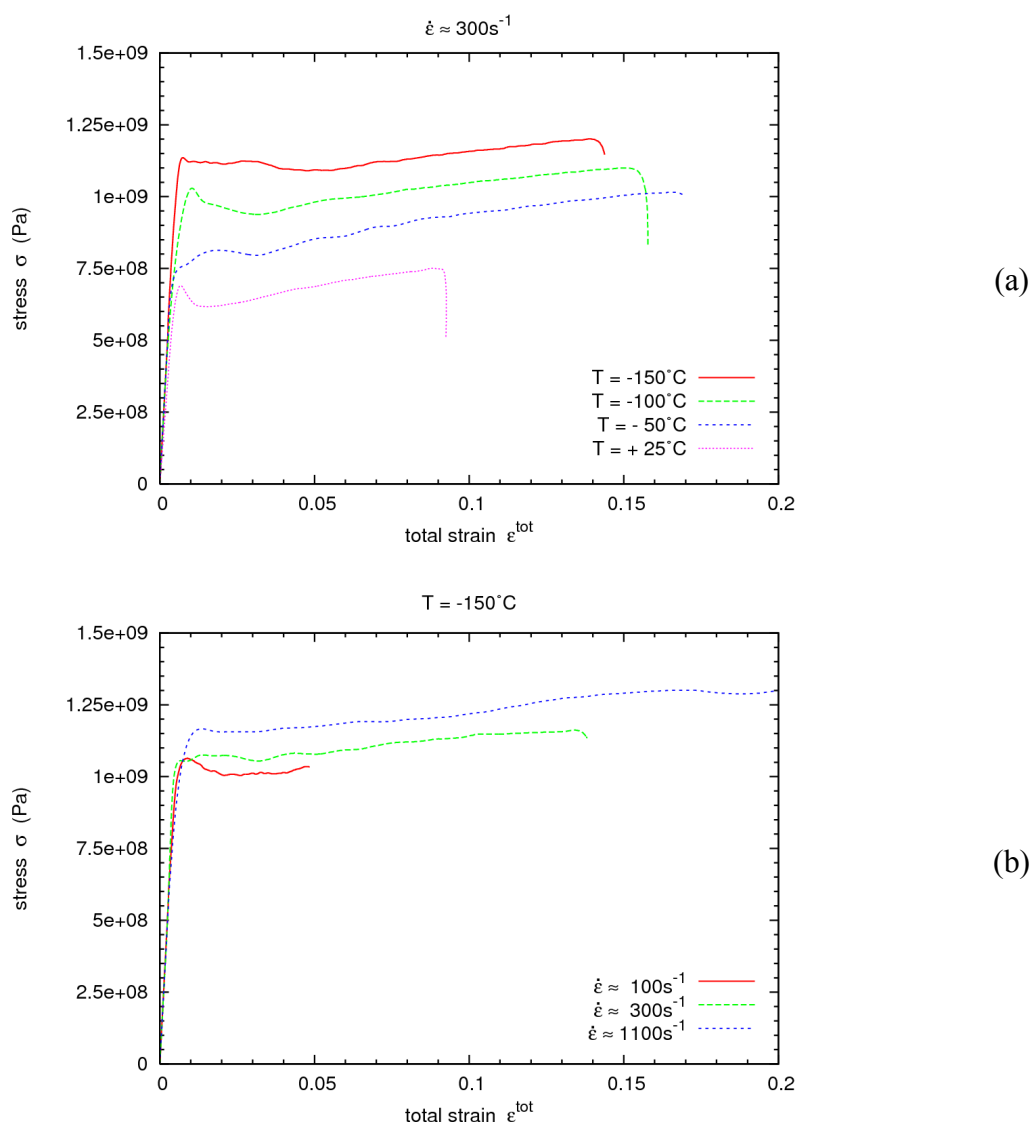 ε̇ ≈ 300s⁻¹
1.5e+09
1.25e+09
1e+09
7.5e+08
5e+08
2.5e+08
0
stress σ (Pa)
(a)
T = -150°C
T = -100°C
T = - 50°C
T = + 25°C
0 0.05 0.1 0.15 0.2
total strain εᵗᵒᵗ
T = -150°C
1.5e+09
1.25e+09
1e+09
7.5e+08
5e+08
2.5e+08
0
stress σ (Pa)
(b)
ε̇ ≈ 100s⁻¹
ε̇ ≈ 300s⁻¹
ε̇ ≈ 1100s⁻¹
0 0.05 0.1 0.15 0.2
total strain εᵗᵒᵗ